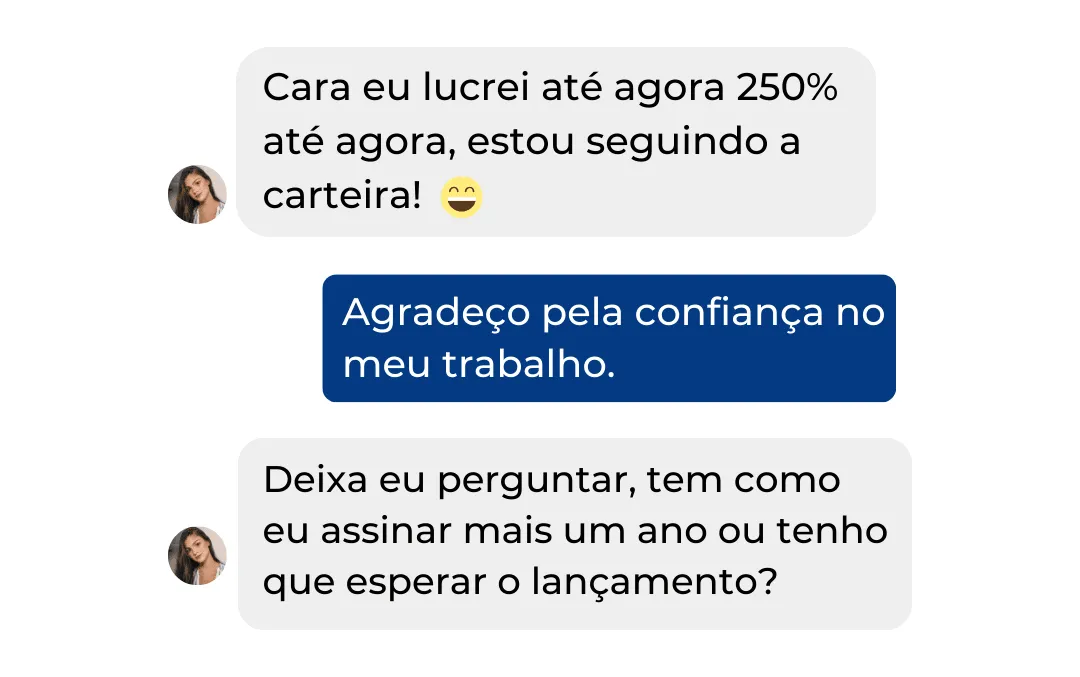 Cara eu lucrei até agora 250%
até agora, estou seguindo a
carteira! 😄
Agradeço pela confiança no
meu trabalho.
Deixa eu perguntar, tem como
eu assinar mais um ano ou tenho
que esperar o lançamento?